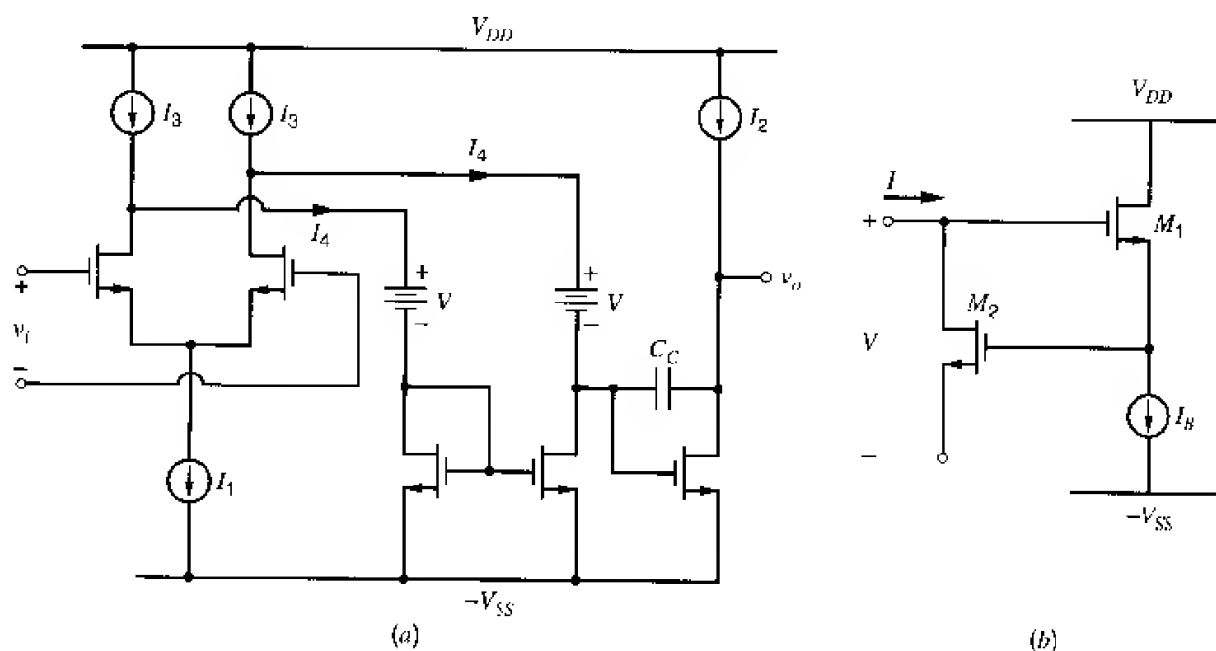 V_DD
I_3
I_3
I_2
I_4
I_4
+
V
−
+
V
−
v_o
C_C
+
v_i
−
I_1
−V_SS
(a)
V_DD
I
+
M_1
M_2
V
I_B
−
−V_SS
(b)